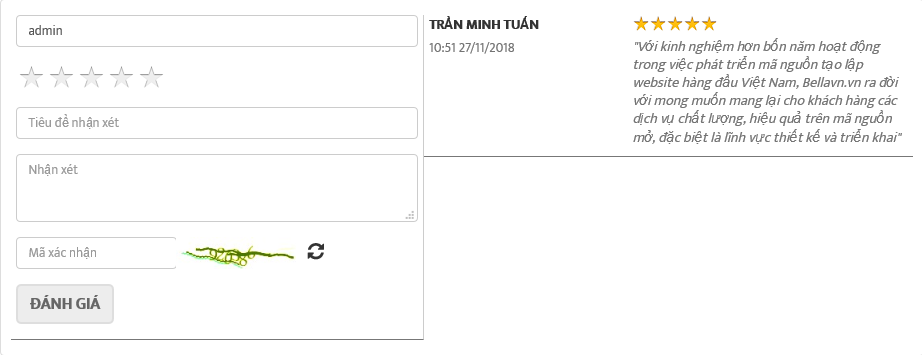 admin
Tiêu đề nhận xét
Nhận xét
Mã xác nhận
ĐÁNH GIÁ
TRẦN MINH TUẤN
10:51 27/11/2018
"Với kinh nghiệm hơn bốn năm hoạt động
trong việc phát triển mã nguồn tạo lập
website hàng đầu Việt Nam, Bellavn.vn ra đời
với mong muốn mang lại cho khách hàng các
dịch vụ chất lượng, hiệu quả trên mã nguồn
mở, đặc biệt là lĩnh vực thiết kế và triển khai"